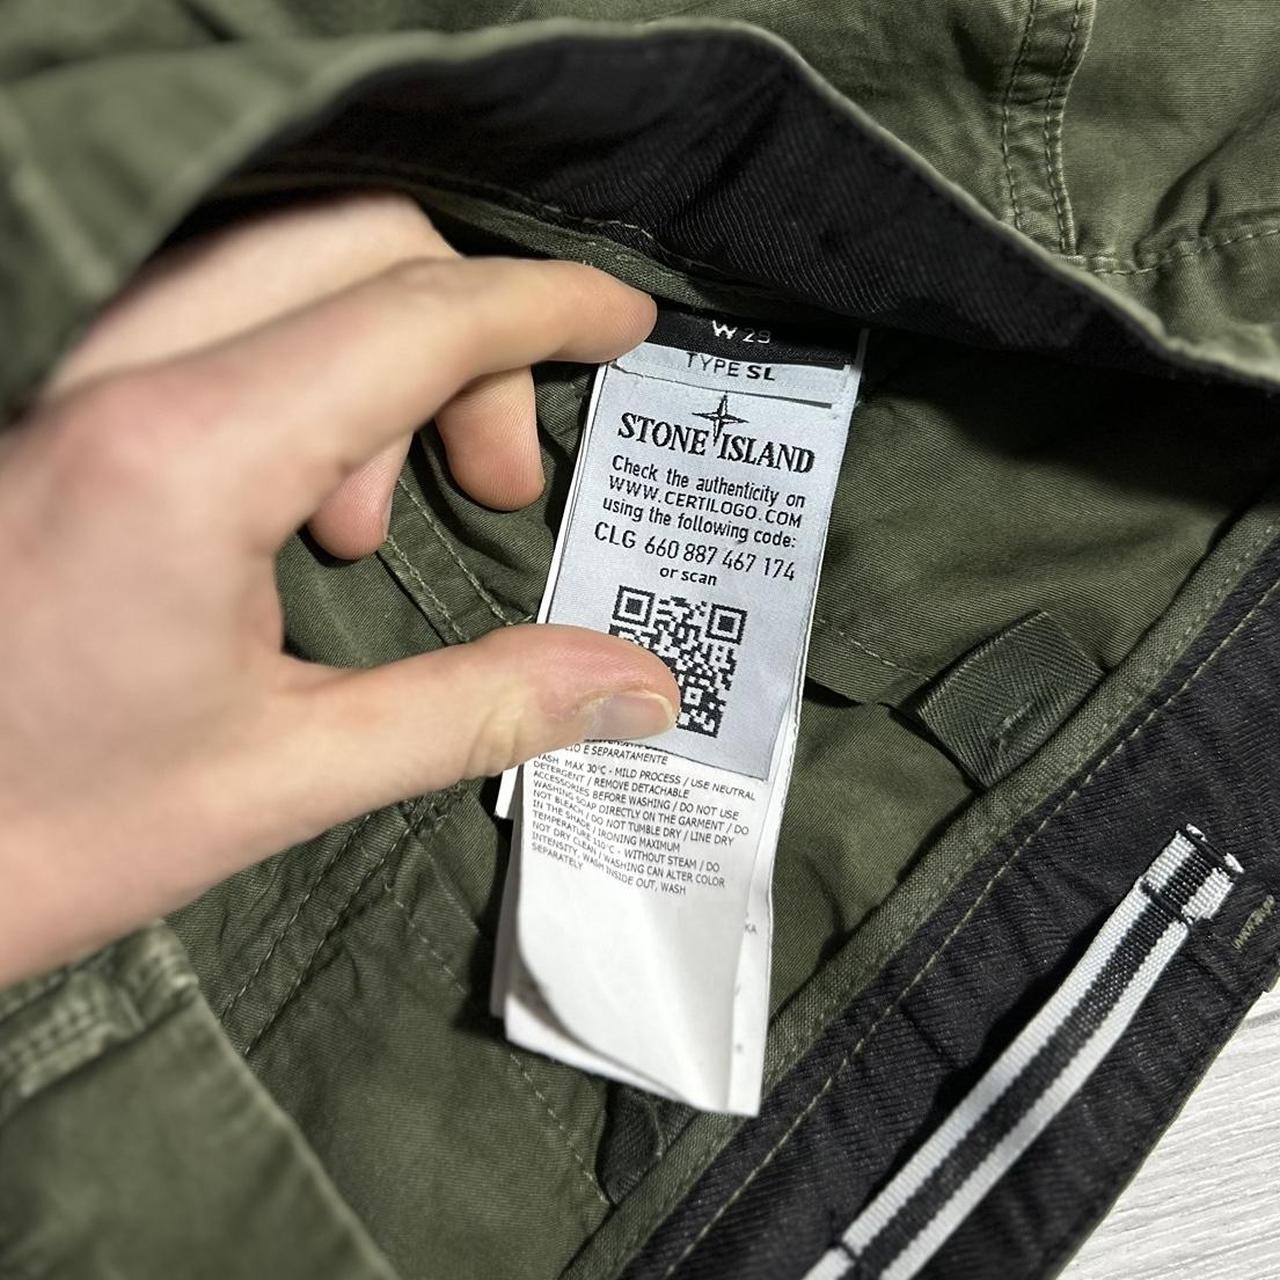 W 29
TYPE SL
STONE ISLAND
Check the authenticity on
WWW.CERTILOGO.COM
using the following code:
CLG 660 887 467 174
or scan
E SEPARATAMENTE
WASH MAX 30°C - MILD PROCESS / USE NEUTRAL
DETERGENT / REMOVE DETACHABLE
ACCESSORIES BEFORE WASHING / DO NOT USE
WASHING SOAP DIRECTLY ON THE GARMENT / DO
NOT BLEACH / DO NOT TUMBLE DRY / LINE DRY
IN THE SHADE / IRONING MAXIMUM
TEMPERATURE 110°C - WITHOUT STEAM / DO
NOT DRY CLEAN / WASHING CAN ALTER COLOR
INTENSITY, WASH INSIDE OUT, WASH
SEPARATELY
KA